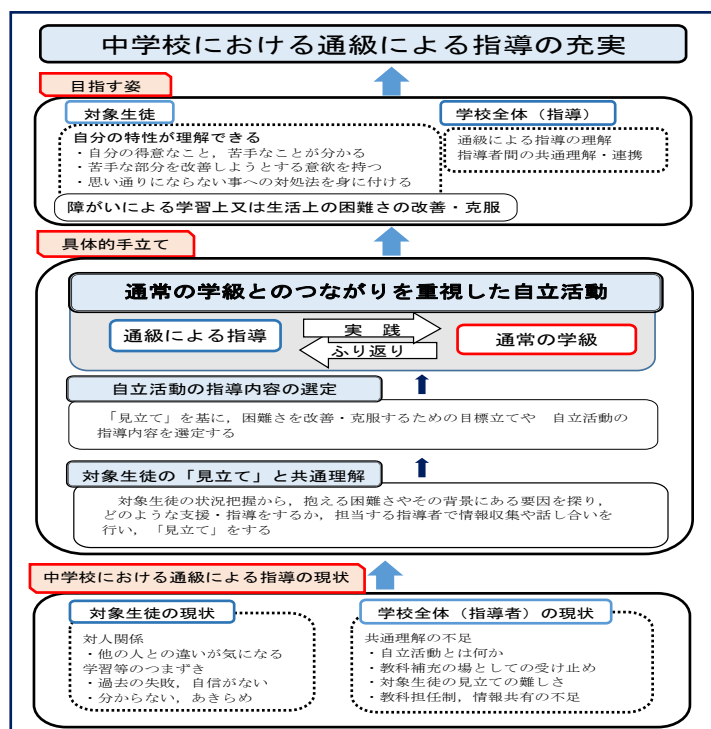 中学校における通級による指導の充実
目指す姿
対象生徒
自分の特性が理解できる
・自分の得意なこと，苦手なことが分かる
・苦手な部分を改善しようとする意欲を持つ
・思い通りにならない事への対処法を身に付ける
学校全体（指導）
通級による指導の理解
指導者間の共通理解・連携
障がいによる学習上又は生活上の困難さの改善・克服
具体的手立て
通常の学級とのつながりを重視した自立活動
通級による指導
実　践
ふり返り
通常の学級
自立活動の指導内容の選定
「見立て」を基に，困難さを改善・克服するための目標立てや　自立活動の
指導内容を選定する
対象生徒の「見立て」と共通理解
対象生徒の状況把握から，抱える困難さやその背景にある要因を探り，
どのような支援・指導をするか，担当する指導者で情報収集や話し合いを
行い，「見立て」をする
中学校における通級による指導の現状
対象生徒の現状
対人関係
・他の人との違いが気になる
学習等のつまずき
・過去の失敗，自信がない
・分からない，あきらめ
学校全体（指導者）の現状
共通理解の不足
・自立活動とは何か
・教科補充の場としての受け止め
・対象生徒の見立ての難しさ
・教科担任制，情報共有の不足